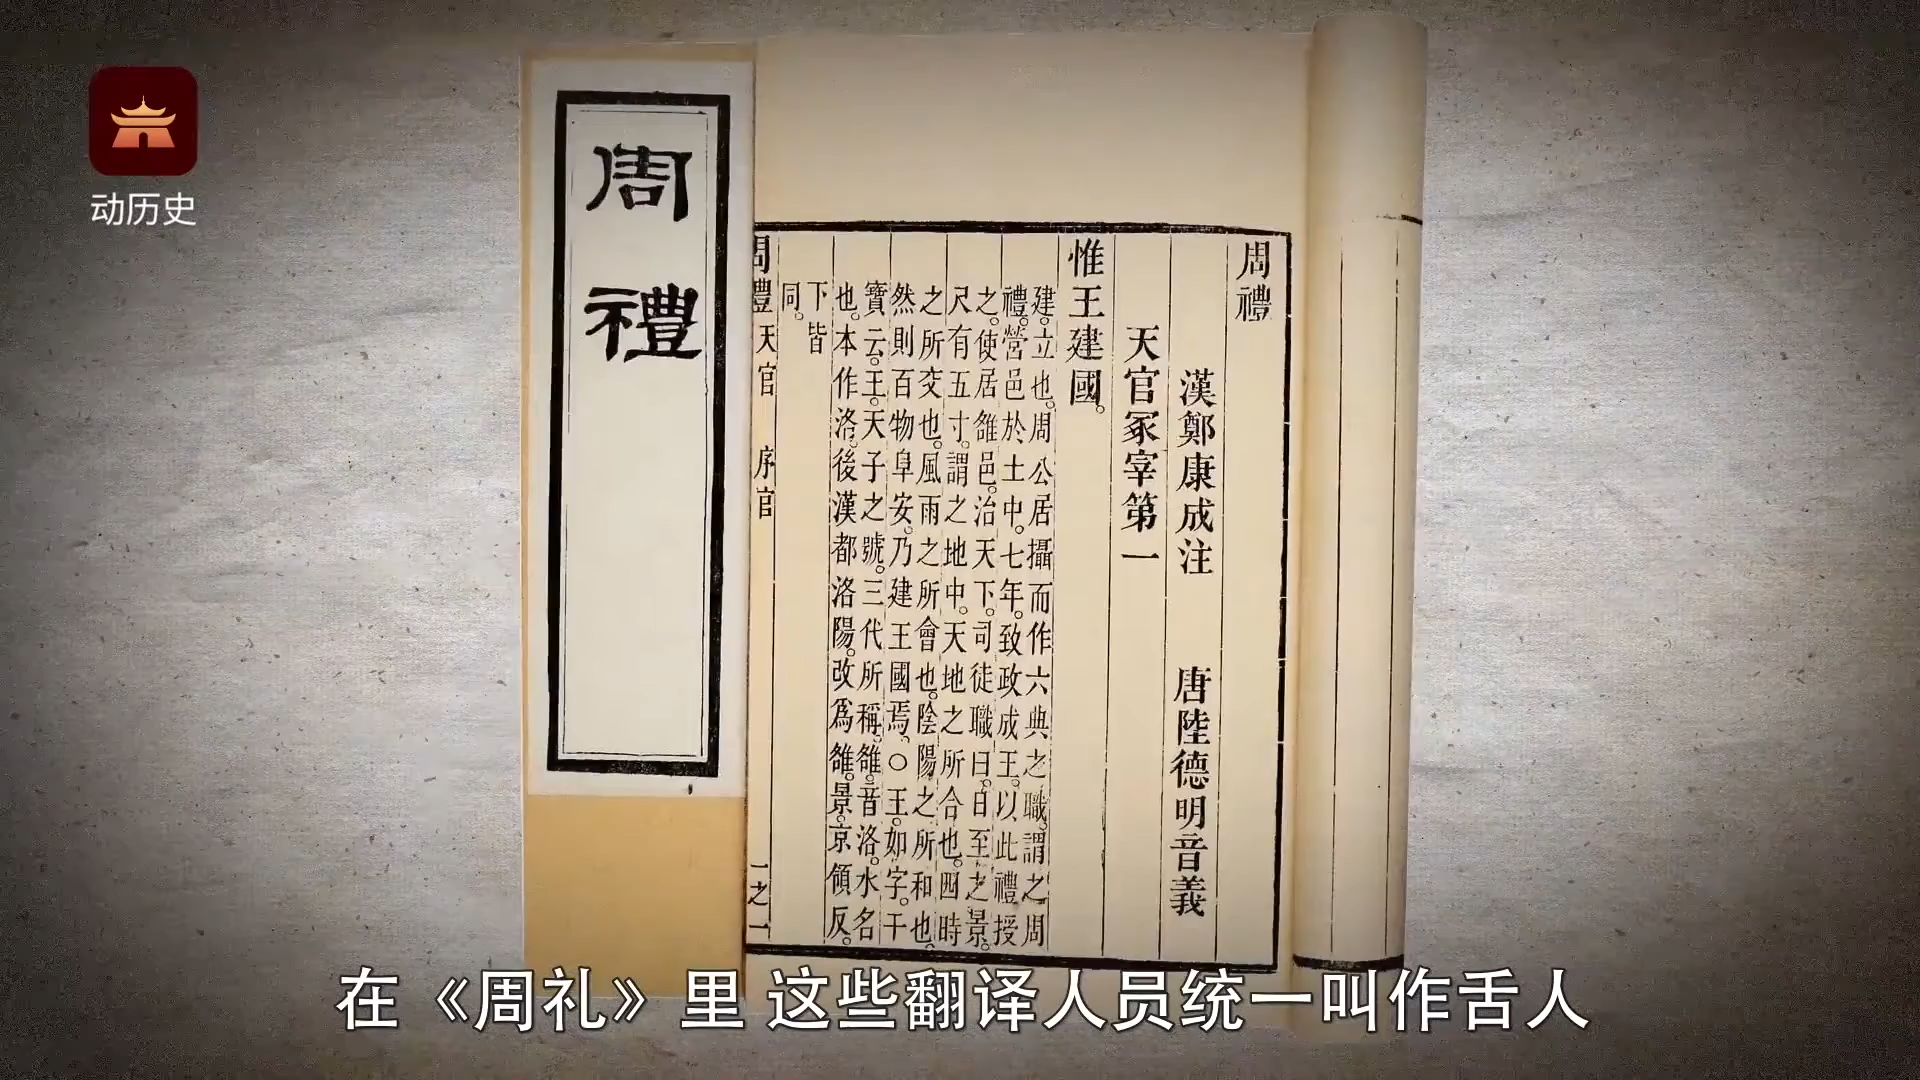 动历史
周禮
周禮
漢鄭康成注 唐陸德明音義
天官冢宰第一
惟王建國。
建。立也。周公居攝而作六典之職。謂之周
禮。營邑於土中。七年。致政成王。以此禮授
之。使居雒邑。治天下。司徒職曰。日至之景。
尺有五寸。謂之地中。天地之所合也。四時
之所交也。風雨之所會也。陰陽之所和也。
然則百物阜安。乃建王國焉。○王。如字。干
寶云。王。天子之號。三代所稱。雒。音洛。水名
也。本作洛。後漢都洛陽。改爲雒。景。京領反。
下皆
同。
周禮 天官 序官 一之一
在《周礼》里 这些翻译人员统一叫作舌人